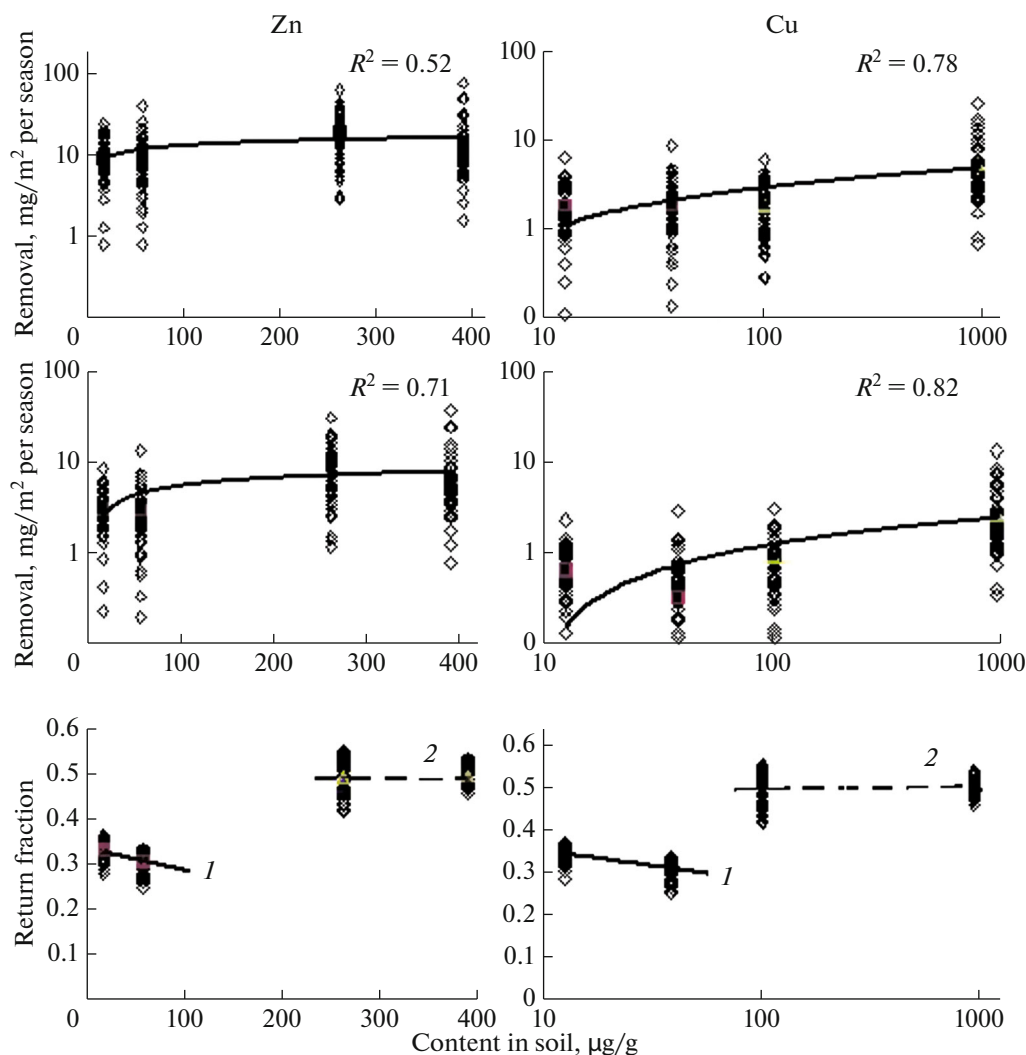 Zn
Cu
Removal, mg/m² per season
100
10
1
R² = 0.52
0 100 200 300 400
100
10
1
0
R² = 0.78
10 100 1000
Removal, mg/m² per season
100
10
1
R² = 0.71
0 100 200 300 400
100
10
1
0
R² = 0.82
10 100 1000
Return fraction
0.6
0.5
0.4
0.3
0.2
0.1
2
1
0 100 200 300 400
0.6
0.5
0.4
0.3
0.2
0.1
0
2
1
10 100 1000
Content in soil, µg/g